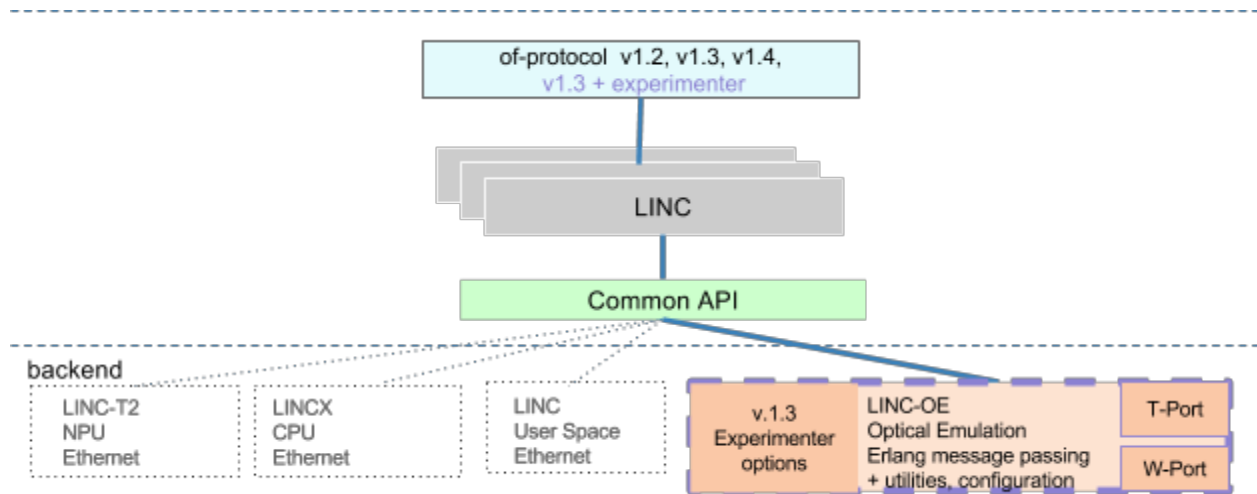 of-protocol v1.2, v1.3, v1.4,
v1.3 + experimenter
LINC
Common API
backend
LINC-T2
NPU
Ethernet
LINCX
CPU
Ethernet
LINC
User Space
Ethernet
v.1.3
Experimenter
options
LINC-OE
Optical Emulation
Erlang message passing
+ utilities, configuration
T-Port
W-Port